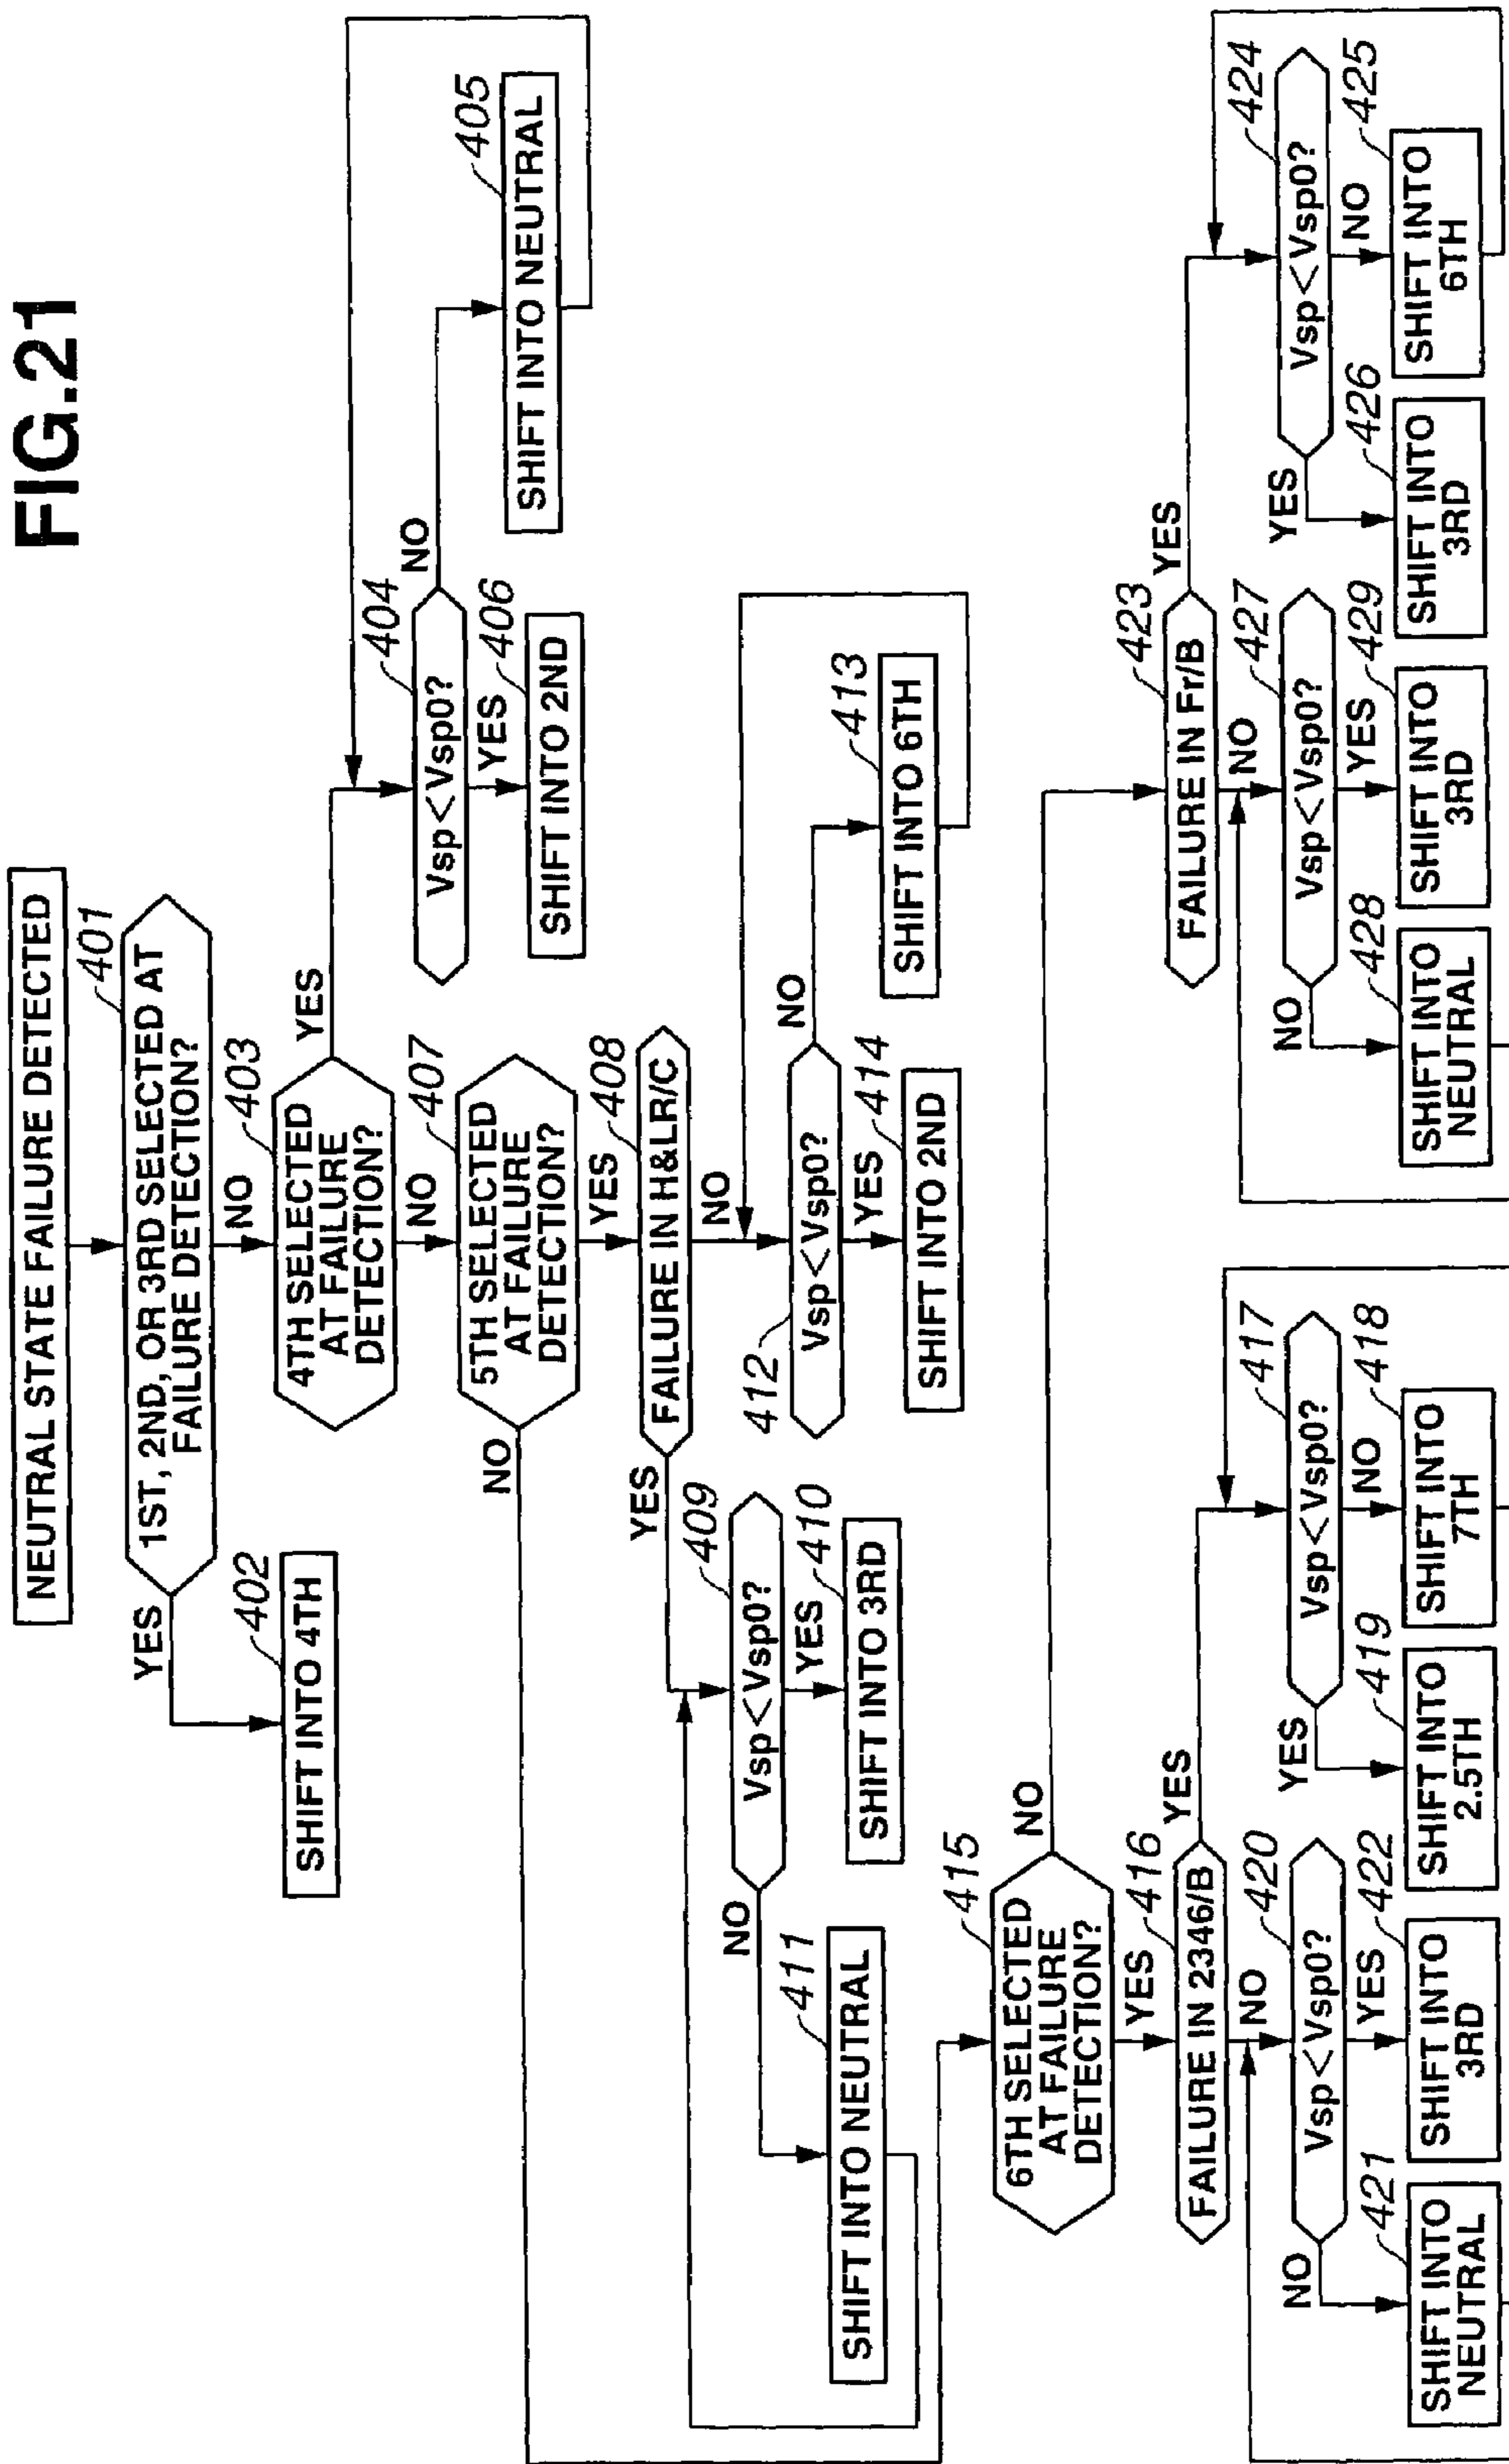 FIG.21
NEUTRAL STATE FAILURE DETECTED
401
1ST, 2ND, OR 3RD SELECTED AT
FAILURE DETECTION?
YES
NO
402
SHIFT INTO 4TH
403
4TH SELECTED
AT FAILURE
DETECTION?
YES
NO
404
Vsp<Vsp0?
NO
YES
405
SHIFT INTO NEUTRAL
406
SHIFT INTO 2ND
407
5TH SELECTED
AT FAILURE
DETECTION?
NO
YES
408
FAILURE IN H&LR/C
YES
NO
409
Vsp<Vsp0?
NO
YES
410
SHIFT INTO 3RD
411
SHIFT INTO NEUTRAL
412
Vsp<Vsp0?
NO
YES
413
SHIFT INTO 6TH
414
SHIFT INTO 2ND
415
6TH SELECTED
AT FAILURE
DETECTION?
NO
YES
416
FAILURE IN 2346/B
YES
NO
417
Vsp<Vsp0?
YES
NO
418
SHIFT INTO
7TH
419
SHIFT INTO
2.5TH
420
Vsp<Vsp0?
NO
YES
421
SHIFT INTO
NEUTRAL
422
SHIFT INTO
3RD
423
FAILURE IN Fr/B
YES
NO
424
Vsp<Vsp0?
YES
NO
425
SHIFT INTO
6TH
426
SHIFT INTO
3RD
427
Vsp<Vsp0?
NO
YES
428
SHIFT INTO
NEUTRAL
429
SHIFT INTO
3RD